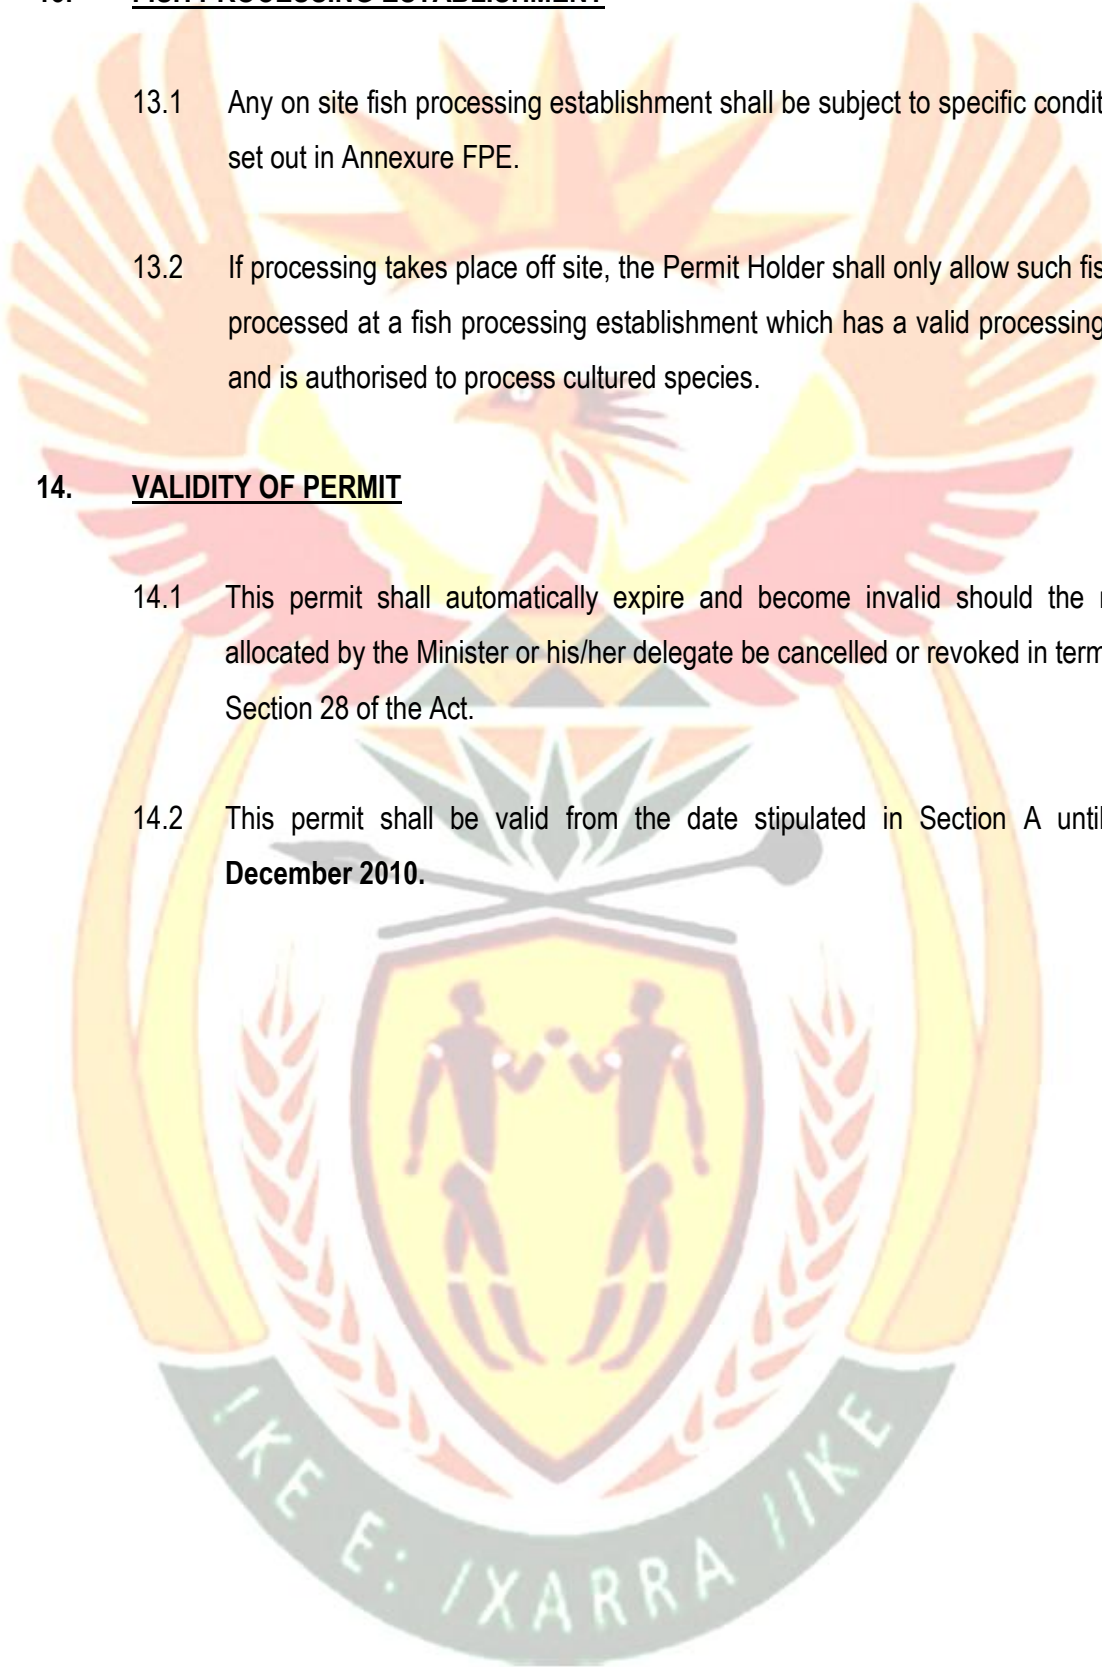 FISH PROCESSING ESTABLISHMENT
13.1 Any on site fish processing establishment shall be subject to specific
set out in Annexure FPE.
13.2 If processing takes place off site, the Permit Holder shall only allow such
processed at a fish processing establishment which has a valid processing
and is authorised to process cultured species.
14. VALIDITY OF PERMIT
14.1 This permit shall automatically expire and become invalid should the
allocated by the Minister or his/her delegate be cancelled or revoked in
Section 28 of the Act.
14.2 This permit shall be valid from the date stipulated in Section A until
December 2010.
!KE E: /XARRA //KE